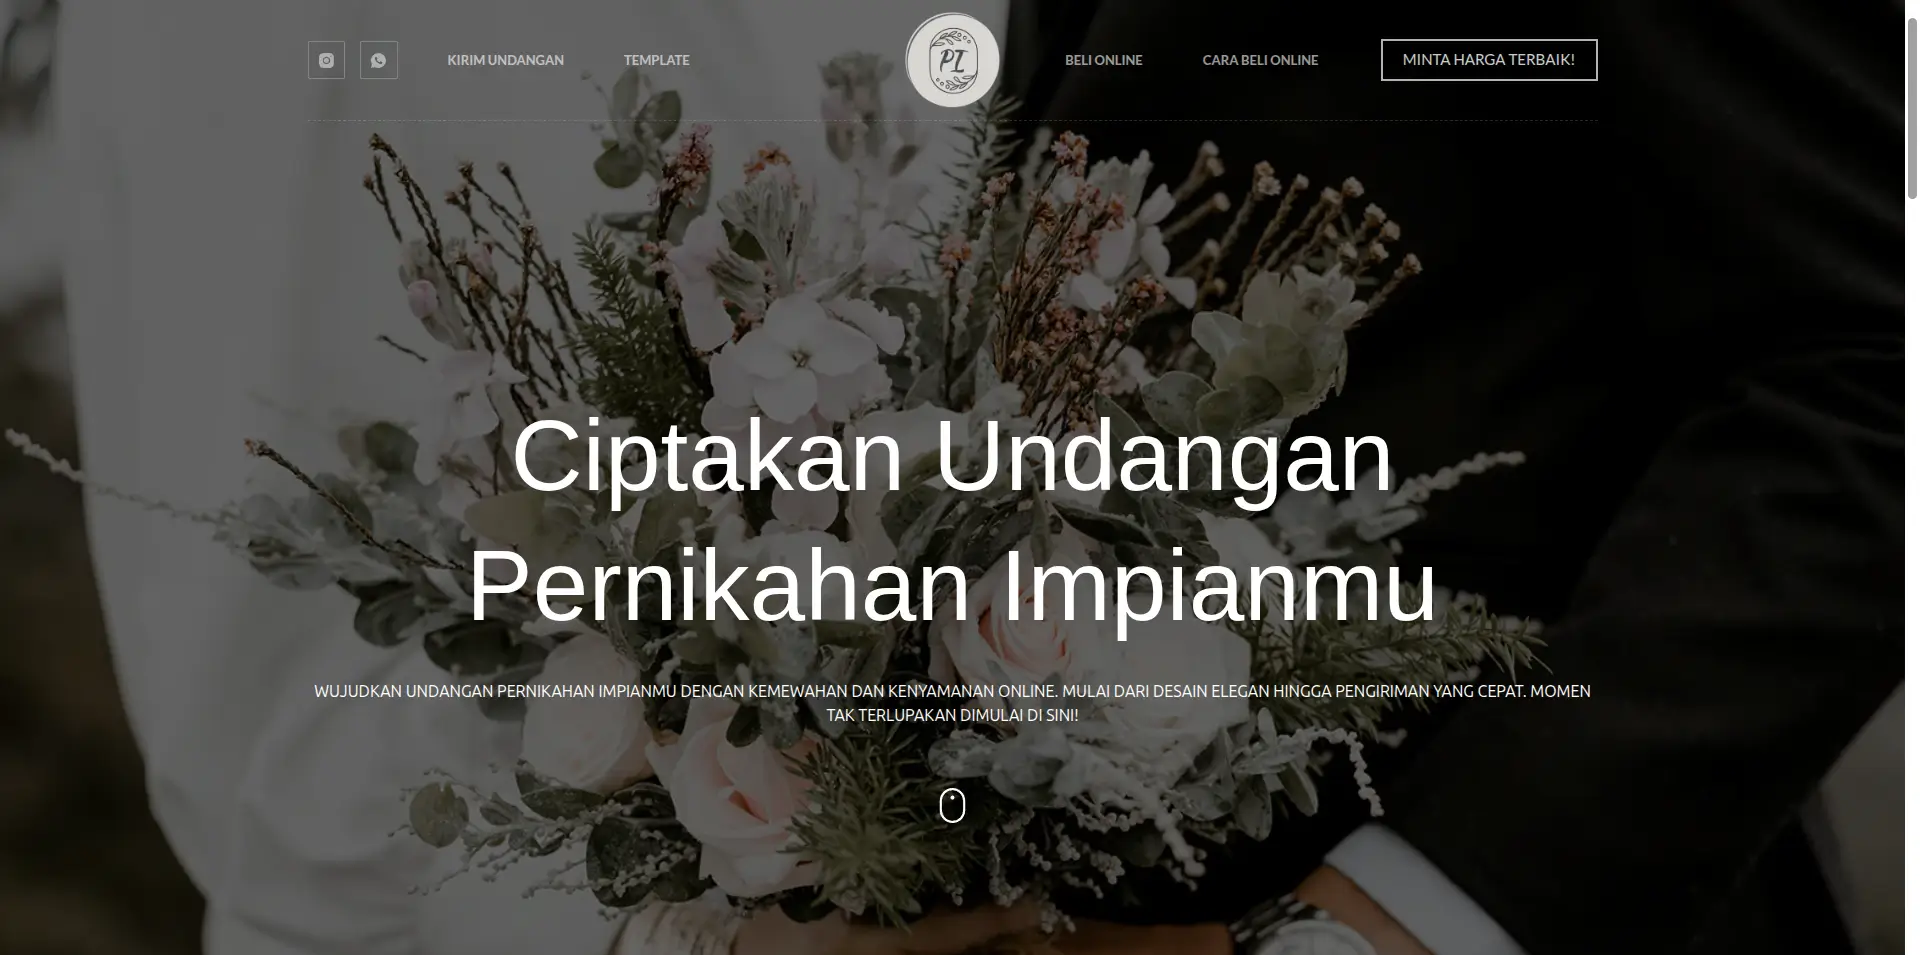 KIRIM UNDANGAN
TEMPLATE
PI
BELI ONLINE
CARA BELI ONLINE
MINTA HARGA TERBAIK!
Ciptakan Undangan
Pernikahan Impianmu
WUJUDKAN UNDANGAN PERNIKAHAN IMPIANMU DENGAN KEMEWAHAN DAN KENYAMANAN ONLINE. MULAI DARI DESAIN ELEGAN HINGGA PENGIRIMAN YANG CEPAT. MOMEN
TAK TERLUPAKAN DIMULAI DI SINI!